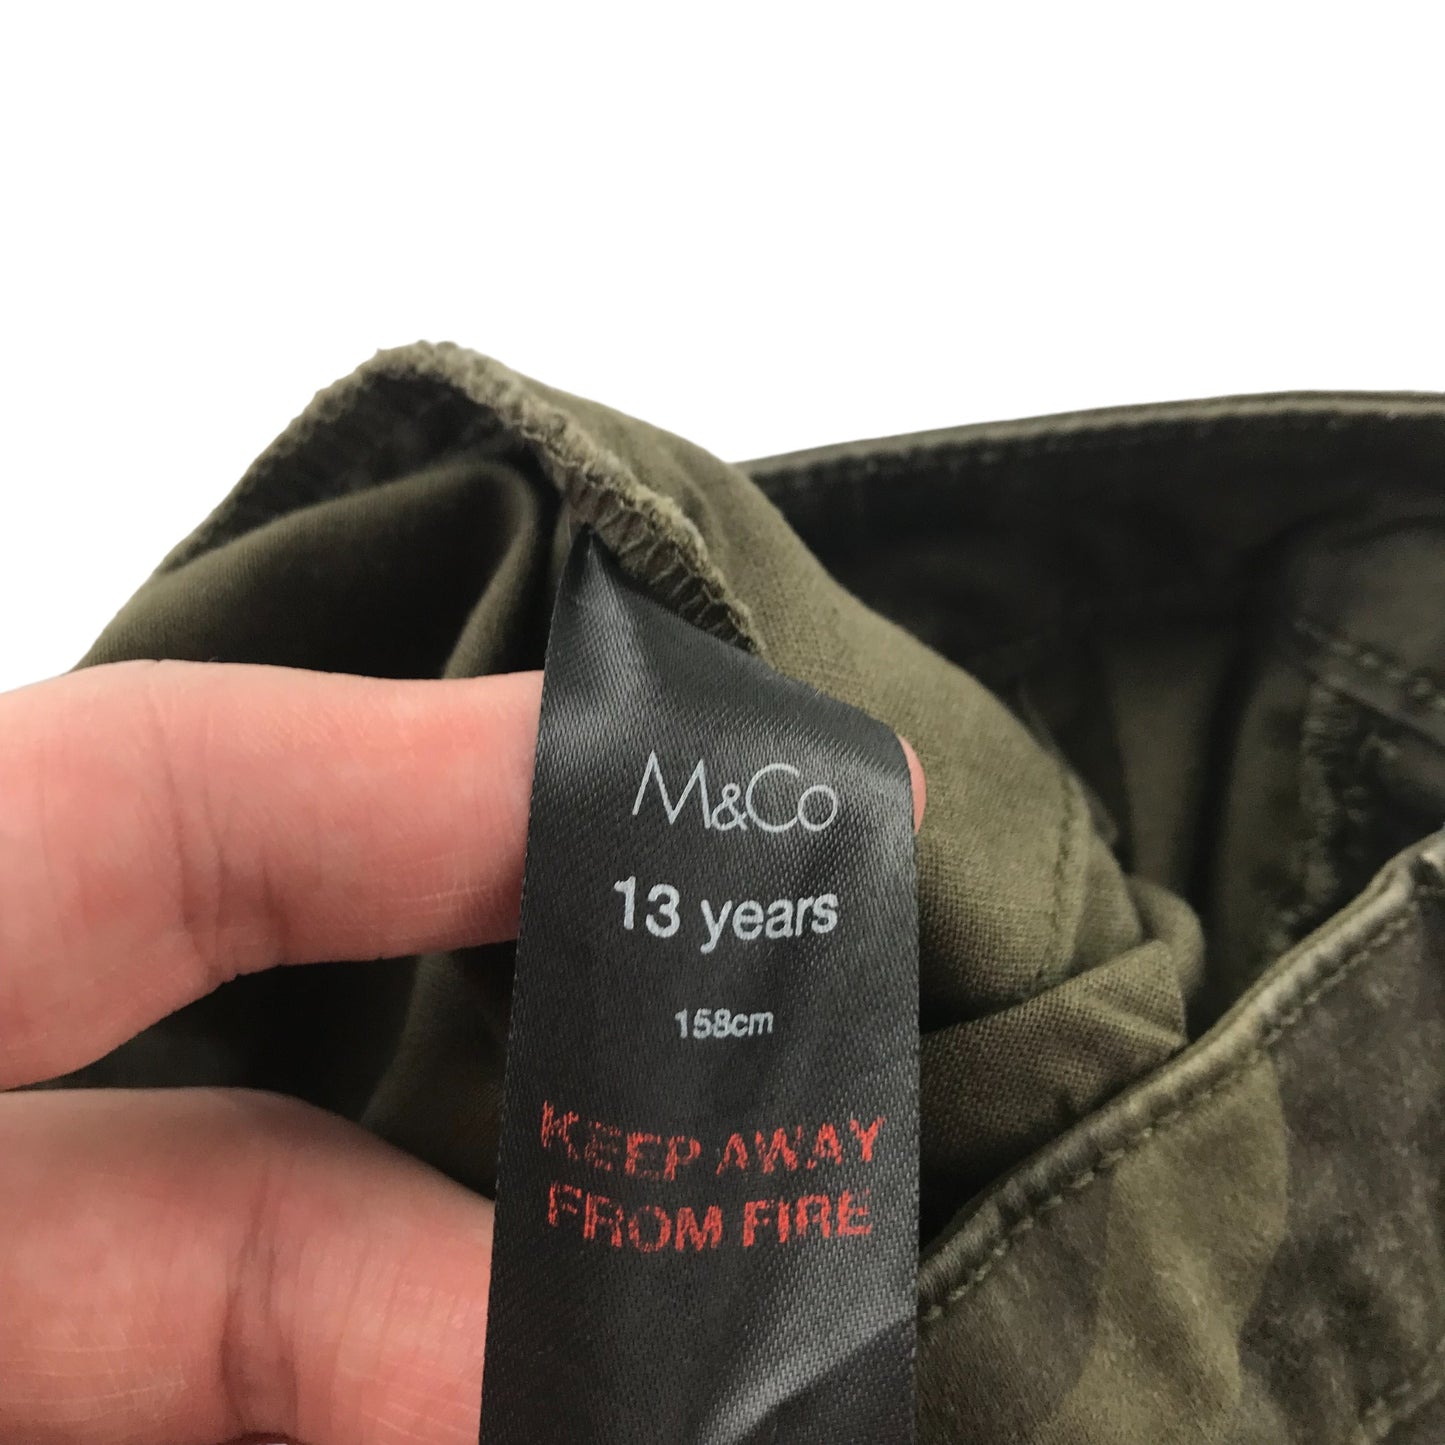 M&Co
13 years
158cm
KEEP AWAY
FROM FIRE